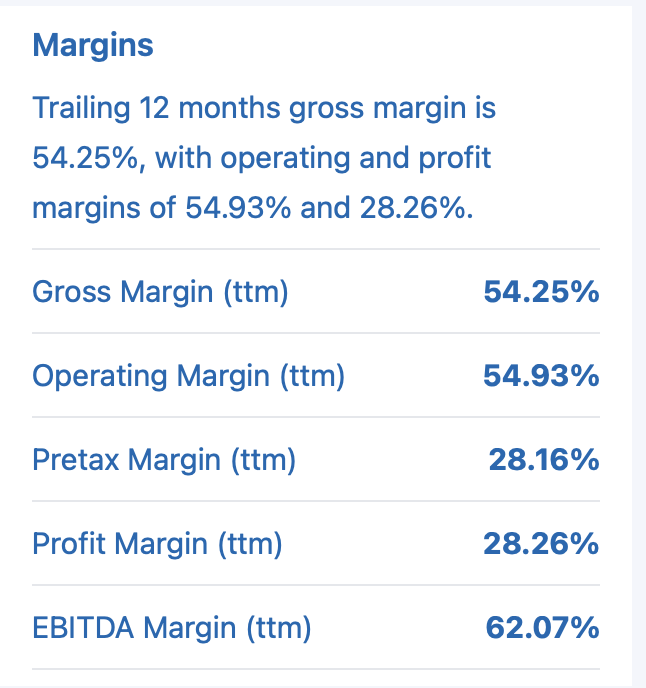 Margins
Trailing 12 months gross margin is
54.25%, with operating and profit
margins of 54.93% and 28.26%.
Gross Margin (ttm) 54.25%
Operating Margin (ttm) 54.93%
Pretax Margin (ttm) 28.16%
Profit Margin (ttm) 28.26%
EBITDA Margin (ttm) 62.07%